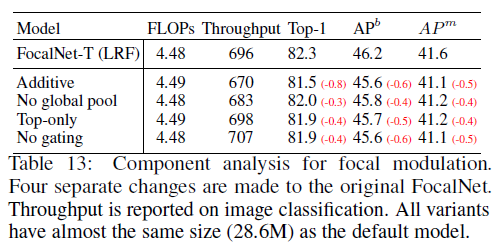 Model FLOPs Throughput Top-1 AP^b AP^m
FocalNet-T (LRF) 4.48 696 82.3 46.2 41.6
Additive 4.49 670 81.5 (-0.8) 45.6 (-0.6) 41.1 (-0.5)
No global pool 4.48 683 82.0 (-0.3) 45.8 (-0.4) 41.2 (-0.4)
Top-only 4.49 698 81.9 (-0.4) 45.7 (-0.5) 41.2 (-0.4)
No gating 4.48 707 81.9 (-0.4) 45.6 (-0.6) 41.1 (-0.5)
Table 13: Component analysis for focal modulation.
Four separate changes are made to the original FocalNet.
Throughput is reported on image classification. All variants
have almost the same size (28.6M) as the default model.